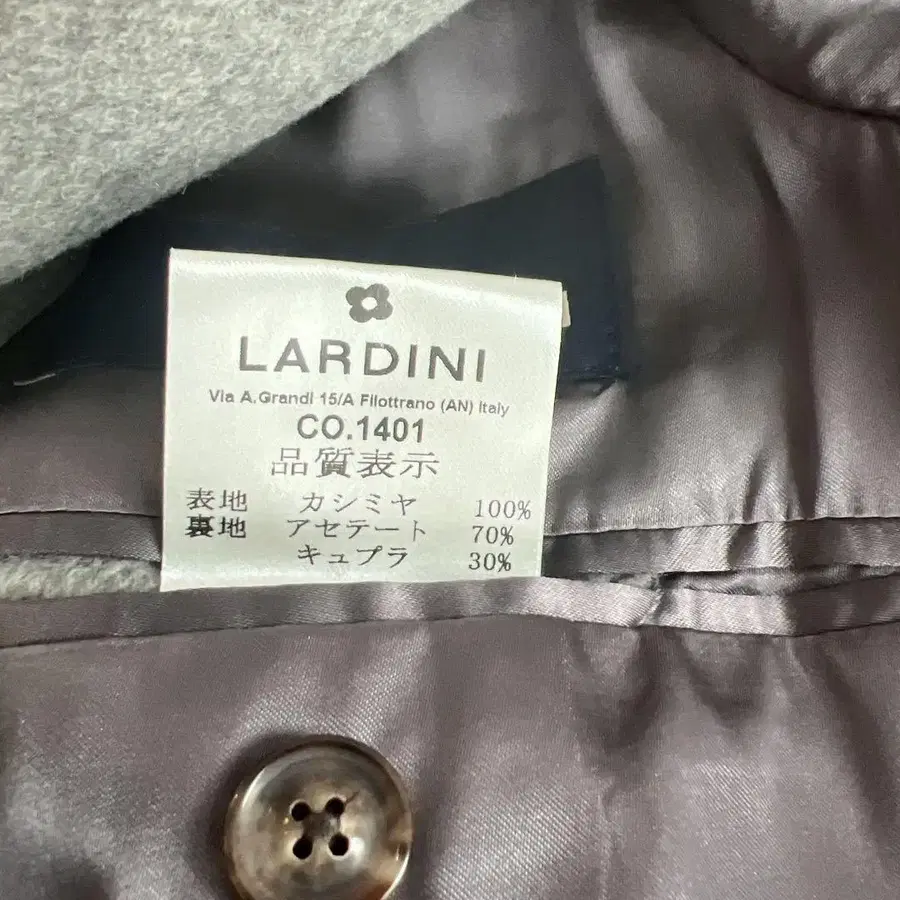 LARDINI
Via A.Grandi 15/A Filottrano (AN) Italy
CO.1401
品質表示
表地 カシミヤ 100%
裏地 アセテート 70%
キュプラ 30%